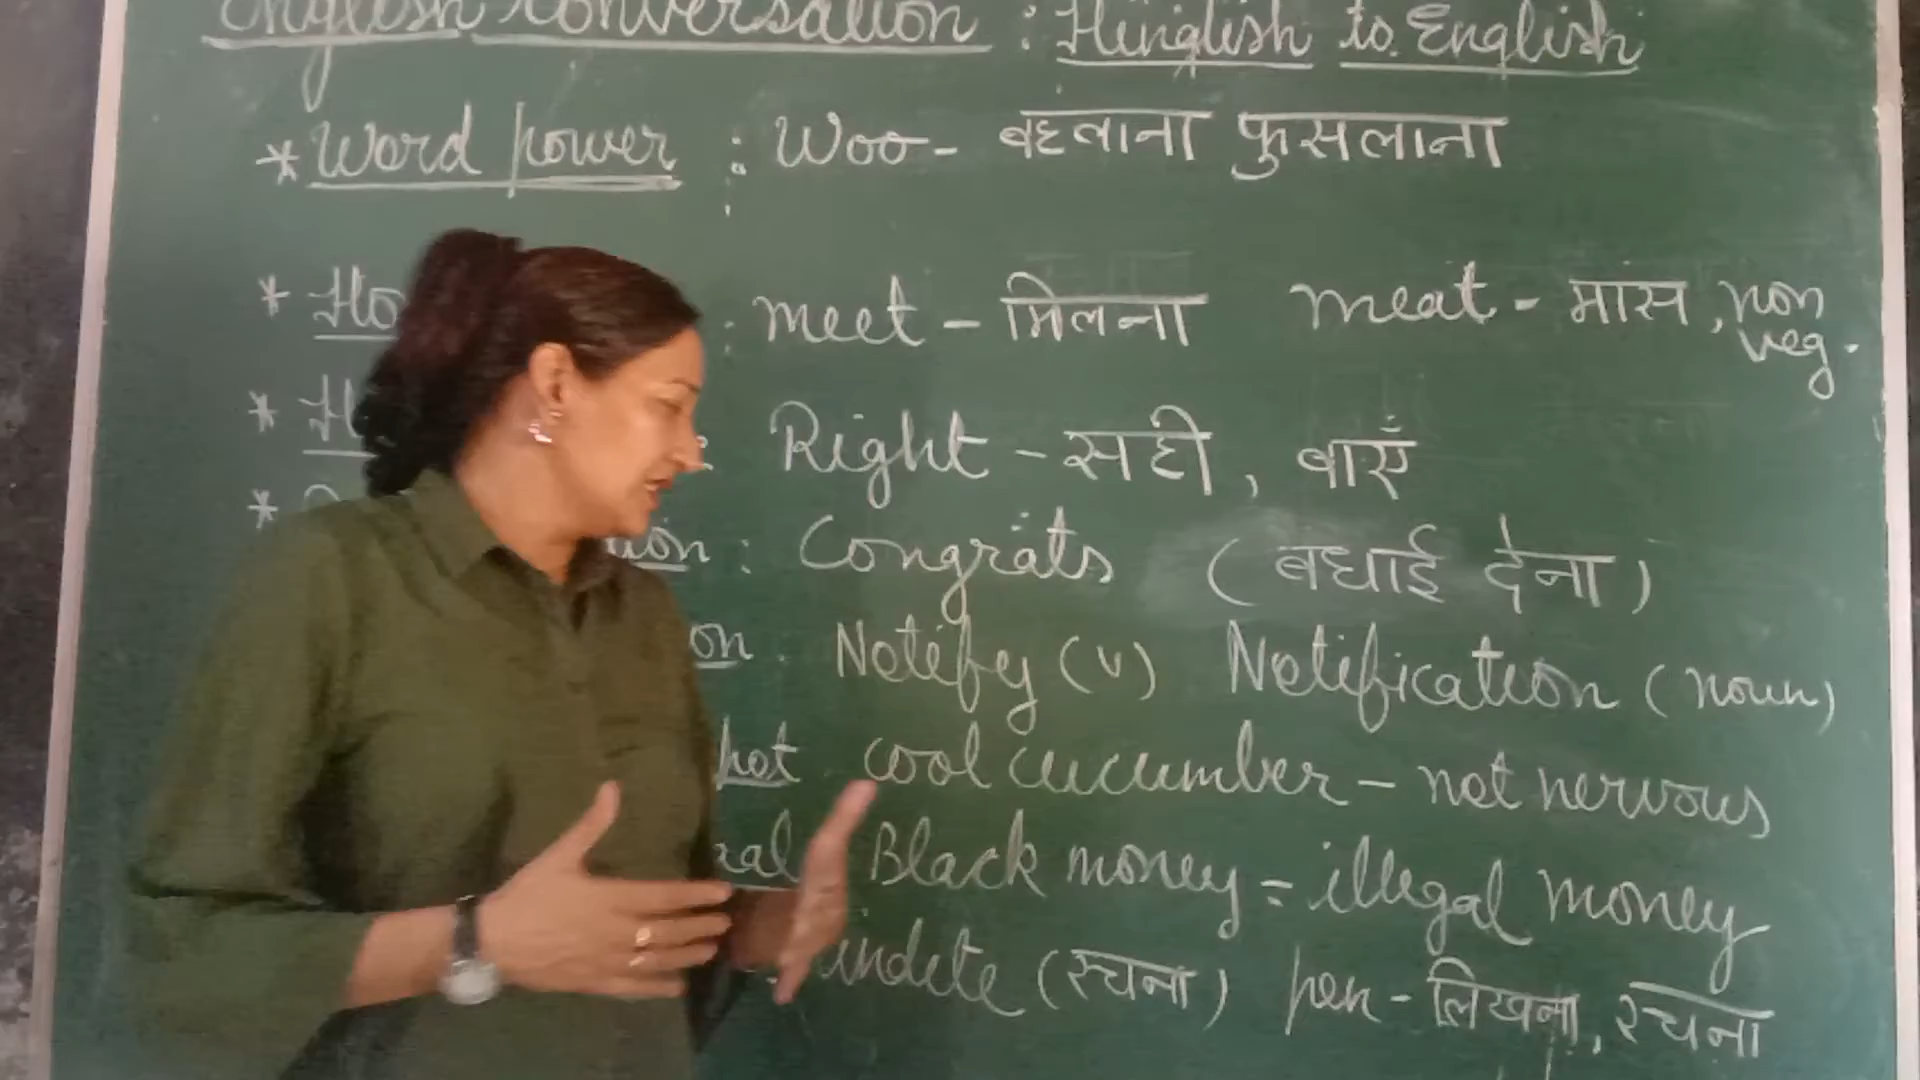 English Conversation : Hinglish to English
* Word power : Woo - बहलाना फुसलाना
* Ho : meet - मिलना meat - मास, non veg.
* H : Right - सही, बाएँ
* ion : Congrats (बधाई देना)
on Notify (v) Notification (noun)
hot cool cucumber - not nervous
ral Black money = illegal money
indite (रचना) pen - लिखना, रचना